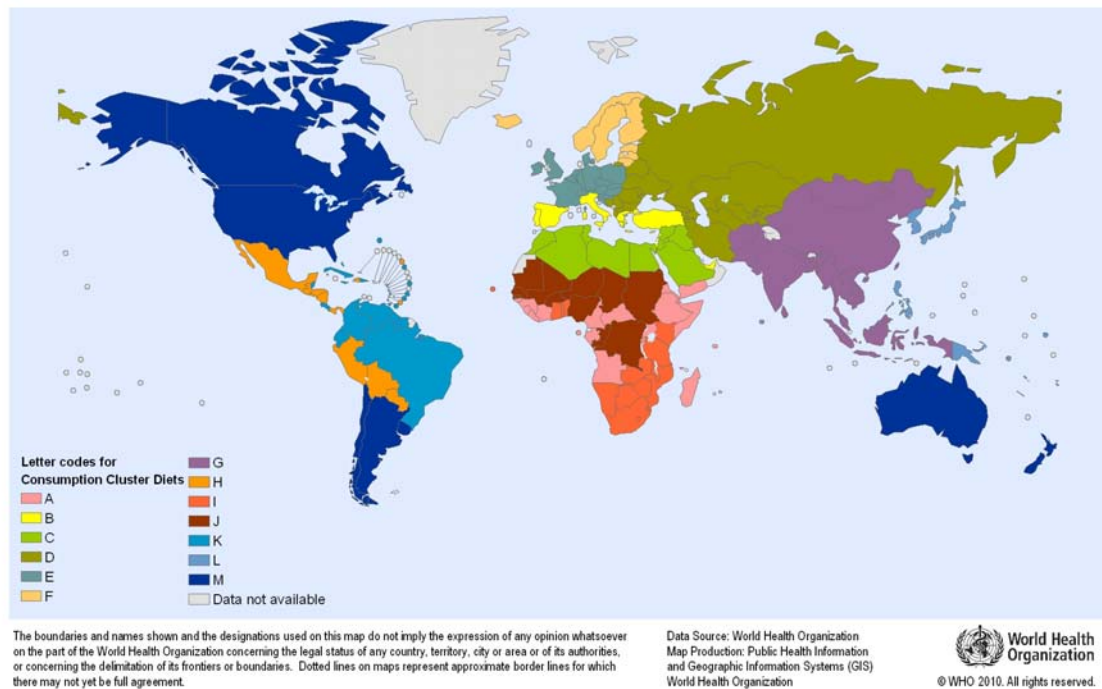 Letter codes for
Consumption Cluster Diets
A
B
C
D
E
F
G
H
I
J
K
L
M
Data not available
The boundaries and names shown and the designations used on this map do not imply the expression of any opinion whatsoever
on the part of the World Health Organization concerning the legal status of any country, territory, city or area or of its authorities,
or concerning the delimitation of its frontiers or boundaries.  Dotted lines on maps represent approximate border lines for which
there may not yet be full agreement.
Data Source: World Health Organization
Map Production: Public Health Information
and Geographic Information Systems (GIS)
World Health Organization
World Health
Organization
© WHO 2010. All rights reserved.